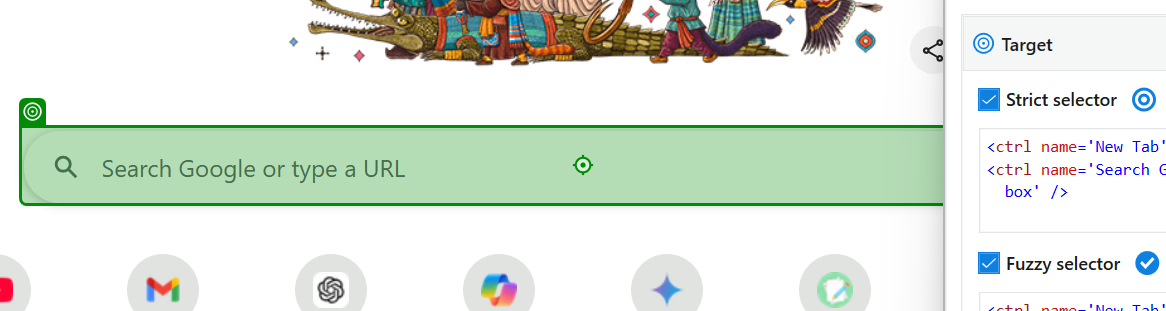 Target
Strict selector
<ctrl name='New Tab'
<ctrl name='Search G
box' />
Search Google or type a URL
Fuzzy selector
<ctrl name='New Tab'